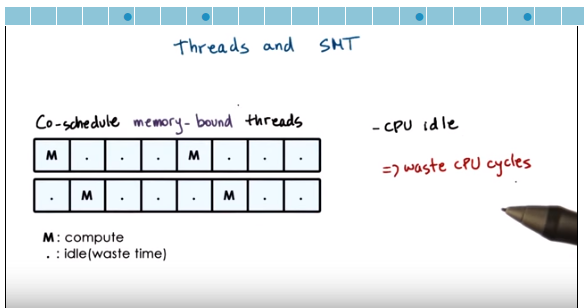 Threads and SMT
Co-schedule memory-bound threads
M . . . M . . .
. M . . . M . .
M: compute
. : idle(waste time)
- CPU idle
=> waste CPU cycles